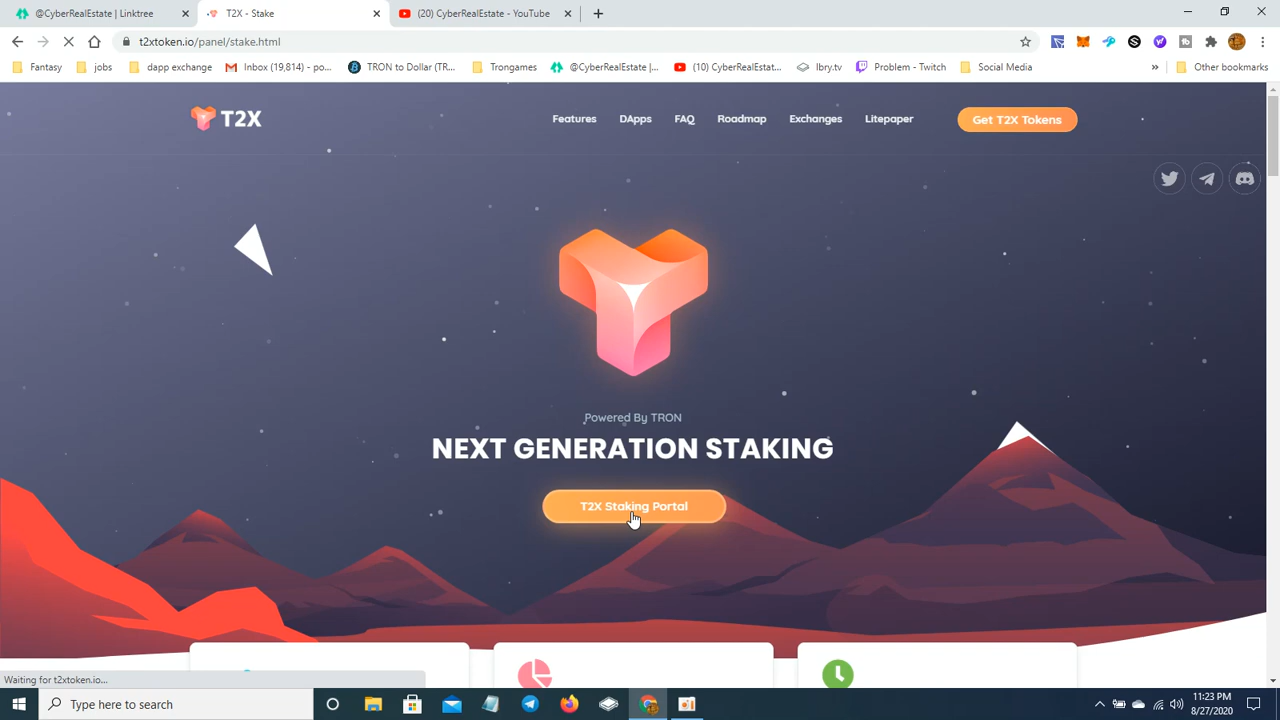 @CyberRealEstate | Linktree
T2X - Stake
(20) CyberRealEstate - YouTube
t2xtoken.io/panel/stake.html
Fantasy
jobs
dapp exchange
Inbox (19,814) - po...
TRON to Dollar (TR...
Trongames
@CyberRealEstate |...
(10) CyberRealEstat...
lbry.tv
Problem - Twitch
Social Media
»
Other bookmarks
T2X
Features
DApps
FAQ
Roadmap
Exchanges
Litepaper
Get T2X Tokens
Powered By TRON
NEXT GENERATION STAKING
T2X Staking Portal
Waiting for t2xtoken.io...
Type here to search
11:23 PM
8/27/2020